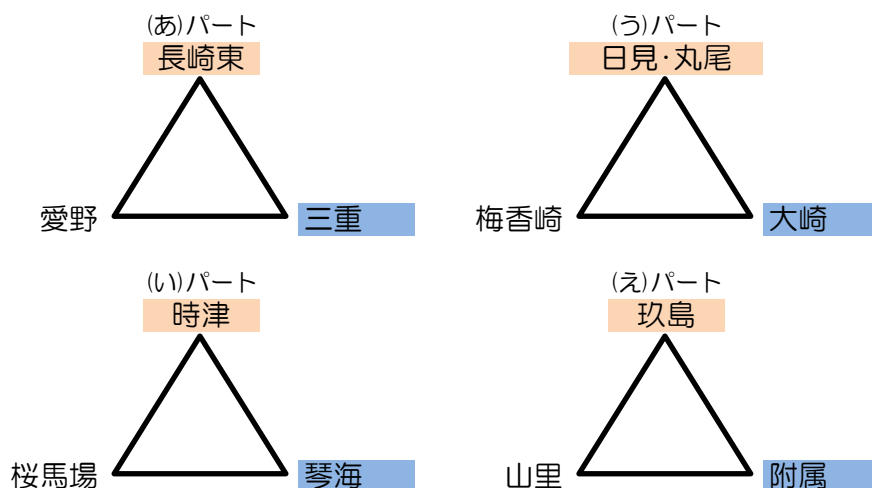 (あ)パート
長崎東
愛野
三重
(う)パート
日見・丸尾
梅香崎
大崎
(い)パート
時津
桜馬場
琴海
(え)パート
玖島
山里
附属